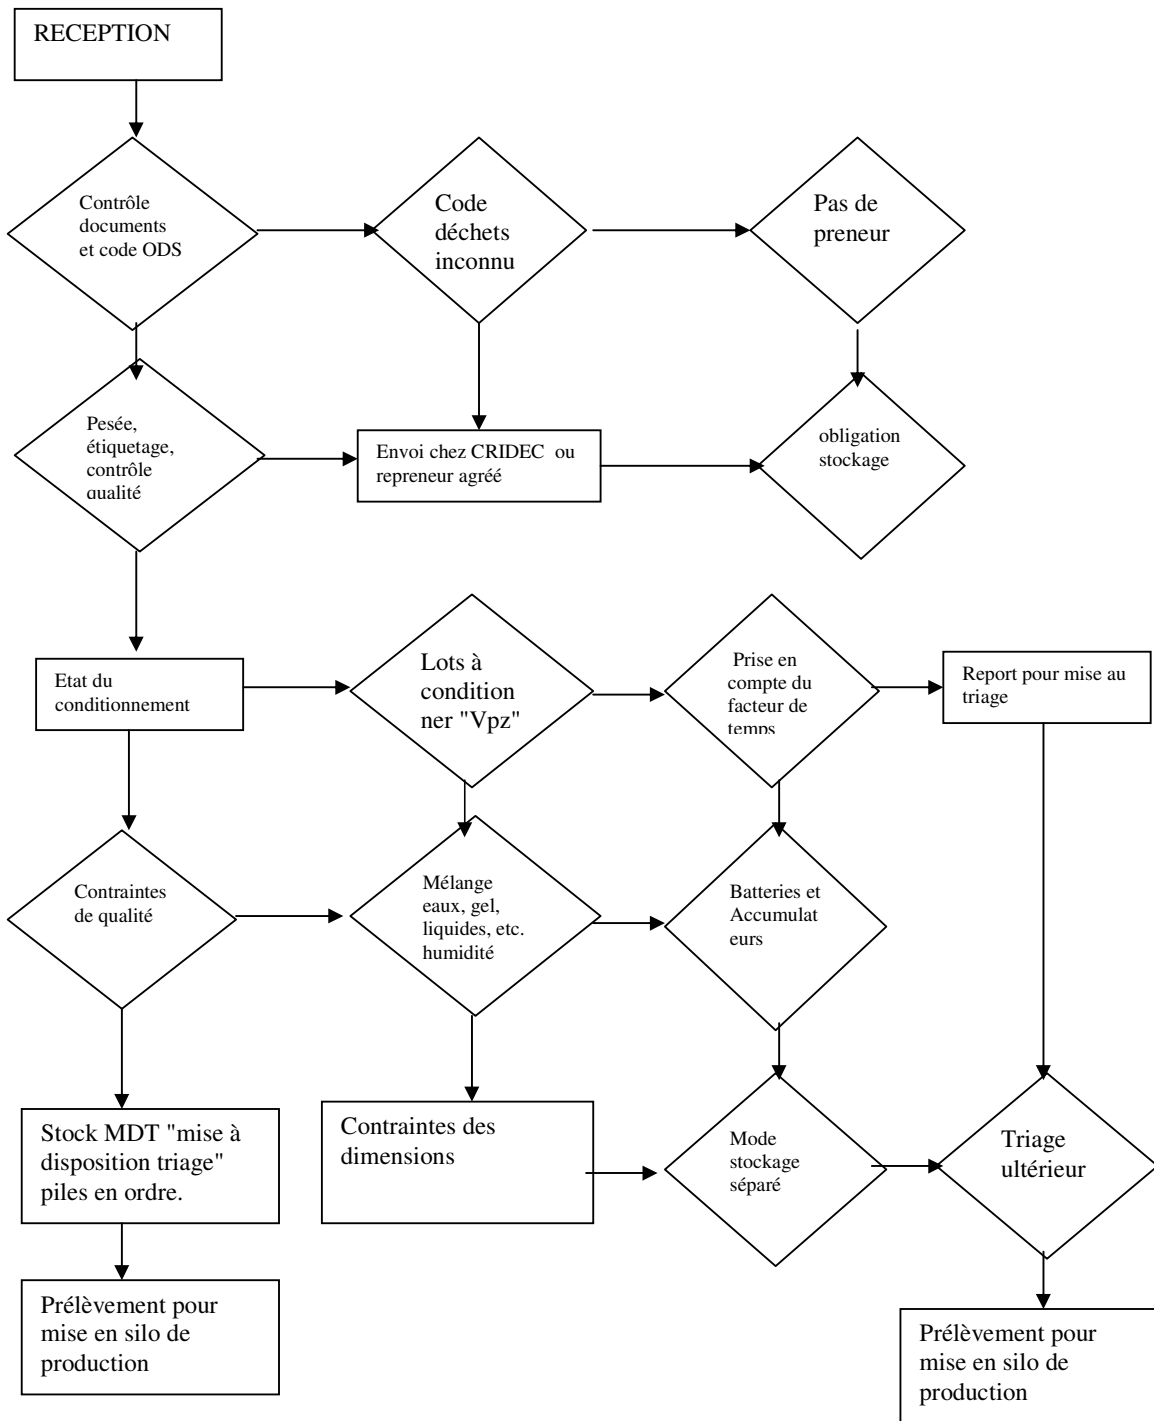 RECEPTION
Contrôle
documents
et code ODS
Code
déchets
inconnu
Pas de
preneur
Pesée,
étiquetage,
contrôle
qualité
Envoi chez CRIDEC ou
repreneur agréé
obligation
stockage
Etat du
conditionnement
Lots à
condition
ner "Vpz"
Prise en
compte du
facteur de
temps
Report pour mise au
triage
Contraintes
de qualité
Mélange
eaux, gel,
liquides, etc.
humidité
Batteries et
Accumulat
eurs
Stock MDT "mise à
disposition triage"
piles en ordre.
Contraintes des
dimensions
Mode
stockage
séparé
Triage
ultérieur
Prélèvement pour
mise en silo de
production
Prélèvement pour
mise en silo de
production